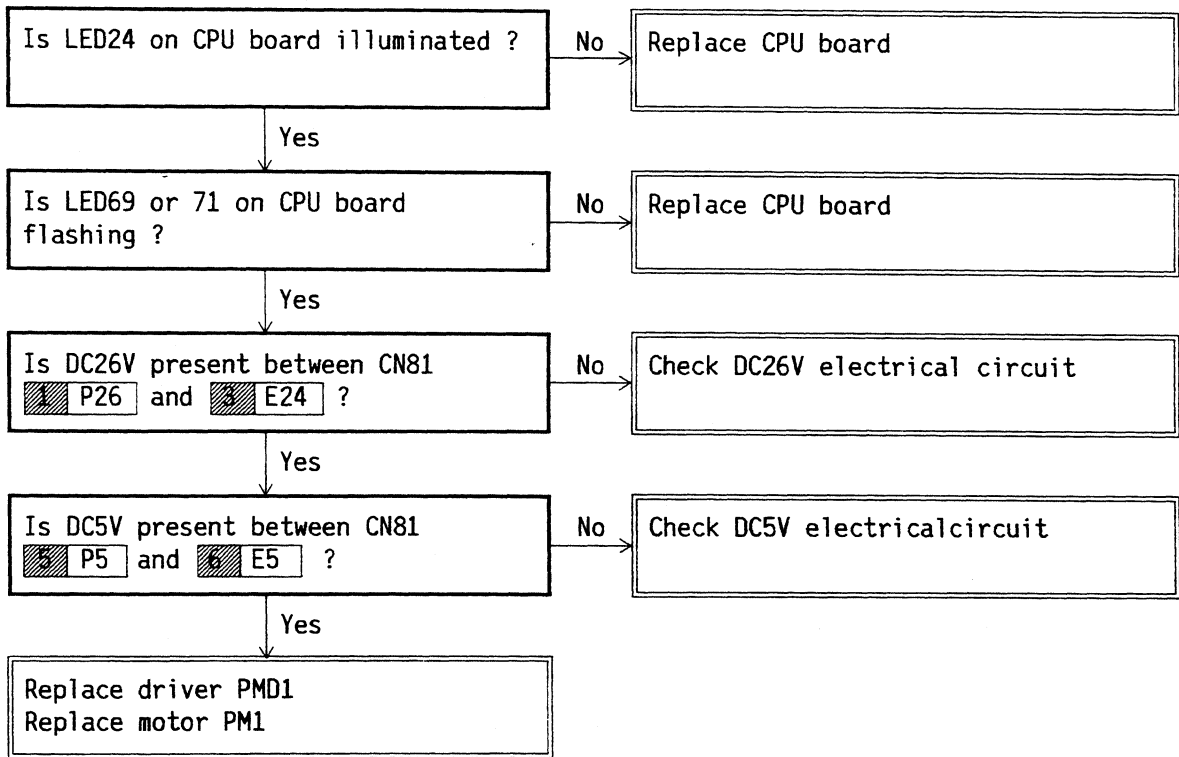 Is LED24 on CPU board illuminated ?
No
Replace CPU board
Yes
Is LED69 or 71 on CPU board
flashing ?
No
Replace CPU board
Yes
Is DC26V present between CN81
1 P26 and 3 E24 ?
No
Check DC26V electrical circuit
Yes
Is DC5V present between CN81
5 P5 and 6 E5 ?
No
Check DC5V electricalcircuit
Yes
Replace driver PMD1
Replace motor PM1